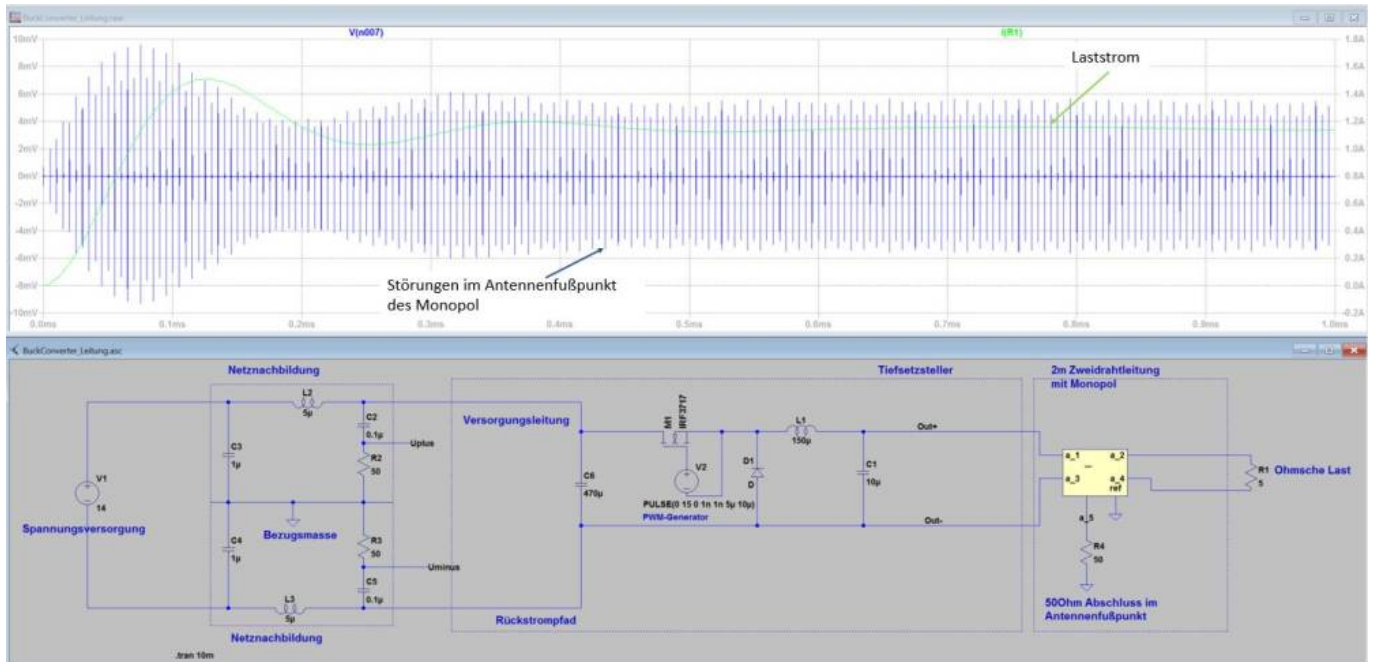 BuckConverter_Leitung.raw
V(n007)
I(R1)
10mV
8mV
6mV
4mV
2mV
0mV
-2mV
-4mV
-6mV
-8mV
-10mV
1.8A
1.6A
1.4A
1.2A
1.0A
0.8A
0.6A
0.4A
0.2A
0.0A
-0.2A
Laststrom
Störungen im Antennenfußpunkt
des Monopol
0.0ms
0.1ms
0.2ms
0.3ms
0.4ms
0.5ms
0.6ms
0.7ms
0.8ms
0.9ms
1.0ms
BuckConverter_Leitung.asc
Netznachbildung
L2
5µ
C3
1µ
C2
0.1µ
Uplus
R2
50
V1
14
Spannungsversorgung
Bezugsmasse
C4
1µ
R3
50
Uminus
C5
0.1µ
L3
5µ
Netznachbildung
.tran 10m
Tiefsetzsteller
Versorgungsleitung
C6
470µ
M1
IRF3717
V2
PULSE(0 15 0 1n 1n 5µ 10µ)
PWM-Generator
D1
D
L1
150µ
C1
10µ
Out+
Out-
Rückstrompfad
2m Zweidrahtleitung
mit Monopol
a_1
a_2
a_3
a_4
ref
a_5
R1
5
Ohmsche Last
R4
50
50Ohm Abschluss im
Antennenfußpunkt